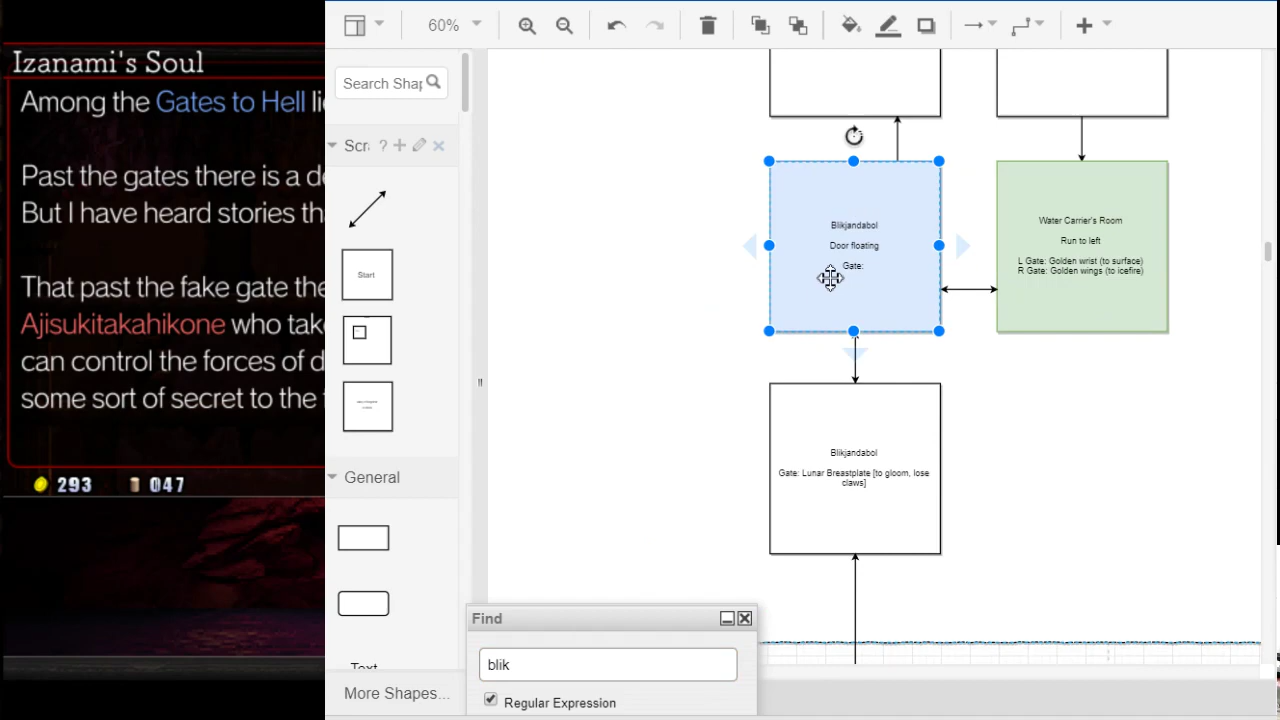 Izanami's Soul
Among the Gates to Hell lie
Past the gates there is a de
But I have heard stories tha
That past the fake gate the
Ajisukitakahikone who tak
can control the forces of d
some sort of secret to the
293
047
60%
Search Shap
Scra
?
Start
General
Text
More Shapes...
Blikjandabol
Door floating
Gate:
Water Carrier's Room
Run to left
L Gate: Golden wrist (to surface)
R Gate: Golden wings (to icefire)
Blikjandabol
Gate: Lunar Breastplate [to gloom, lose
claws]
Find
blik
Regular Expression